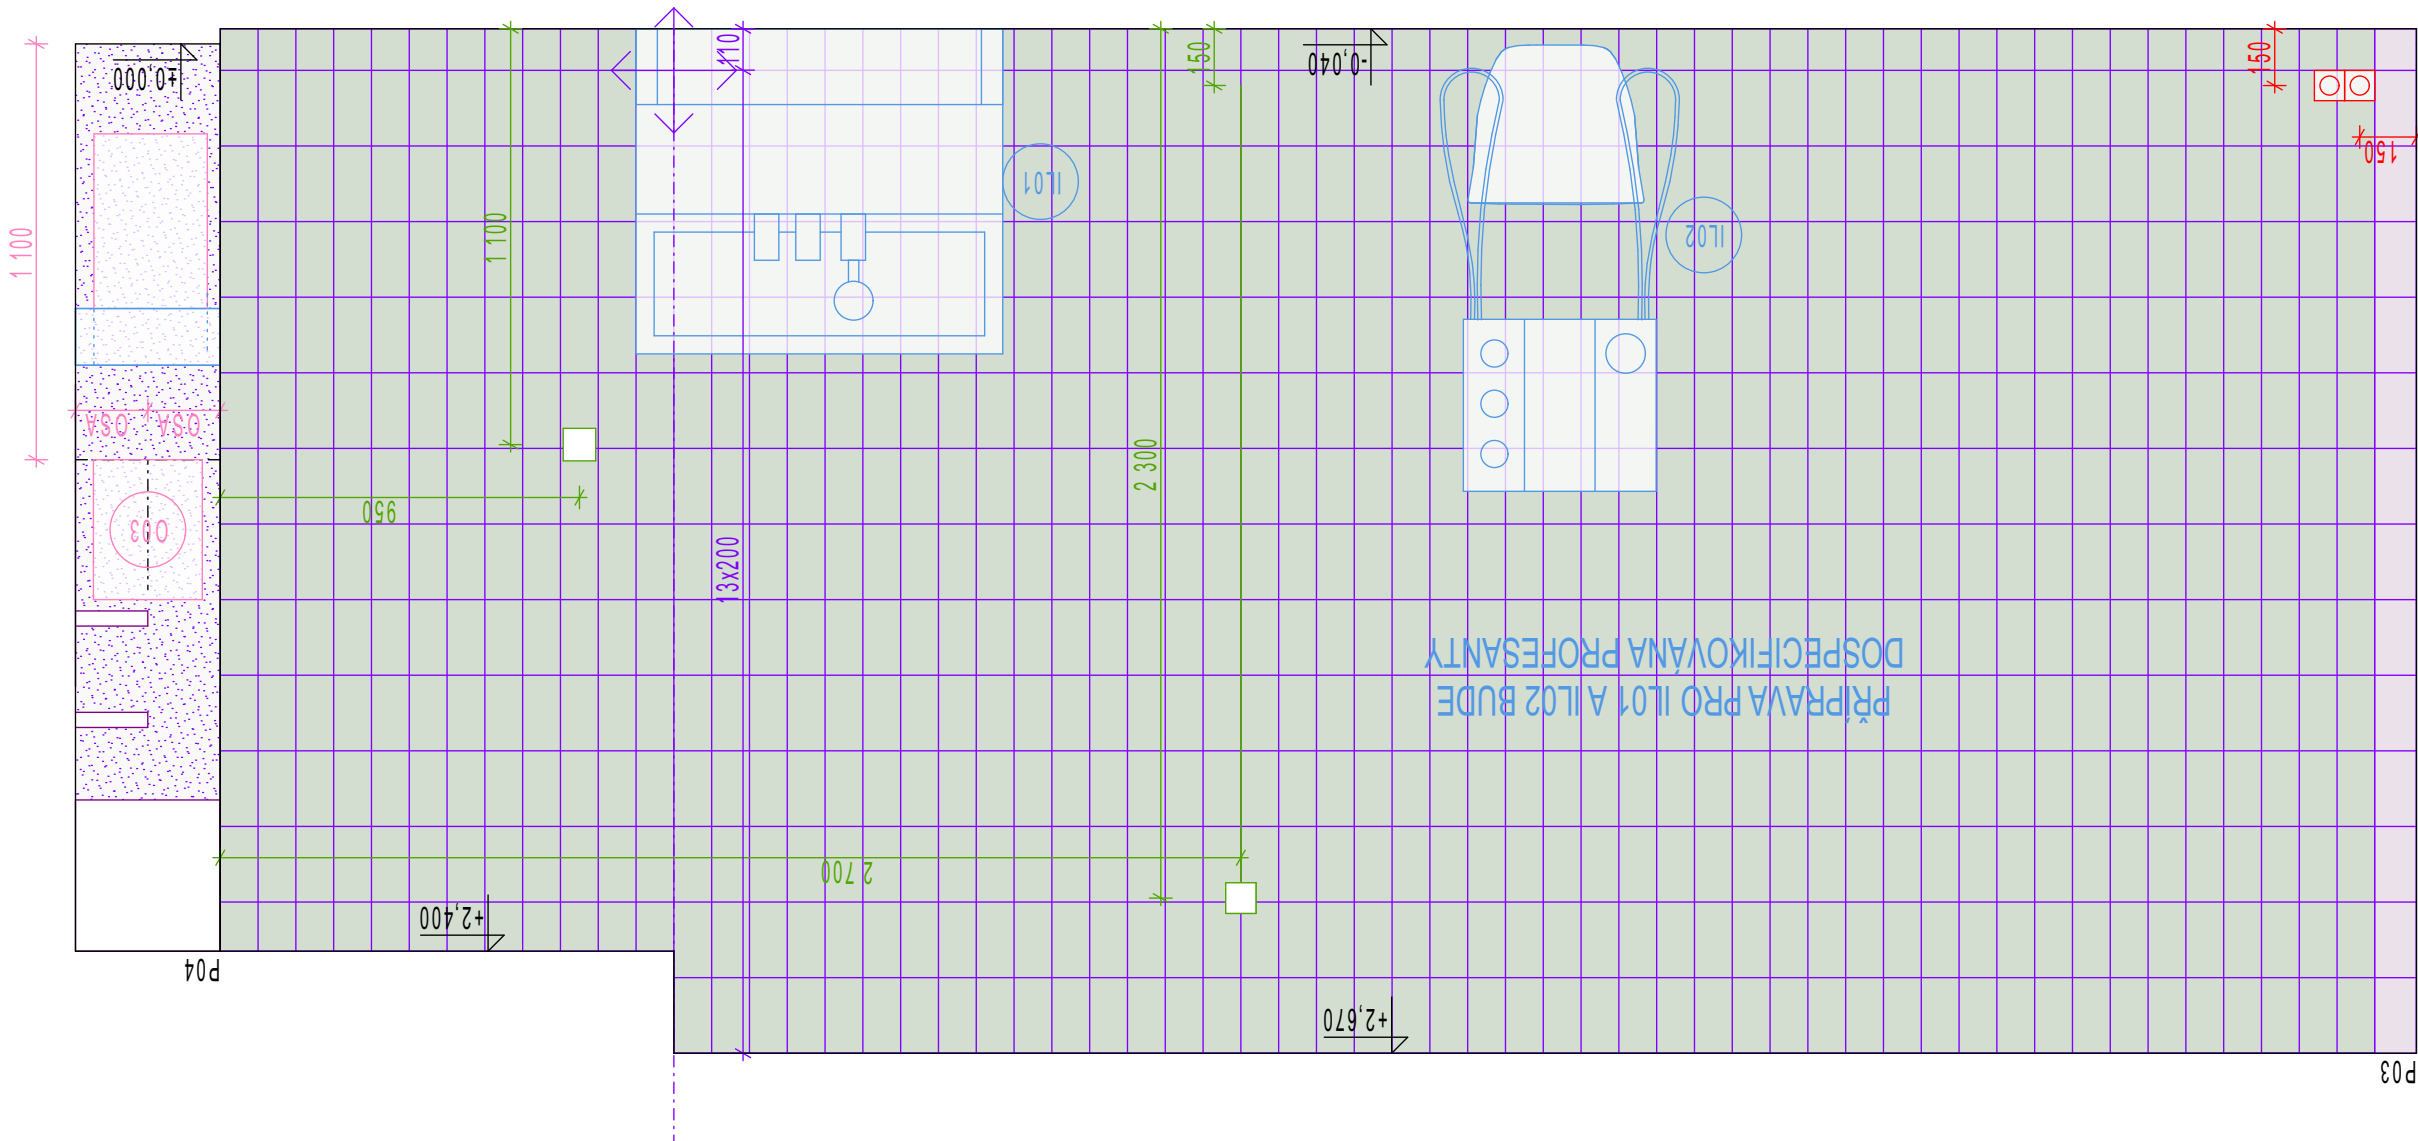 P03
+2,670
P04
+2,400
2 700
PŘÍPRAVA PRO IL01 A IL02 BUDE
DOSPECIFIKOVÁNA PROFESANTY
13x200
O03
950
2 300
OSA
OSA
1 100
1 100
IL02
IL01
150
±0,000
-0,040
150
150
110